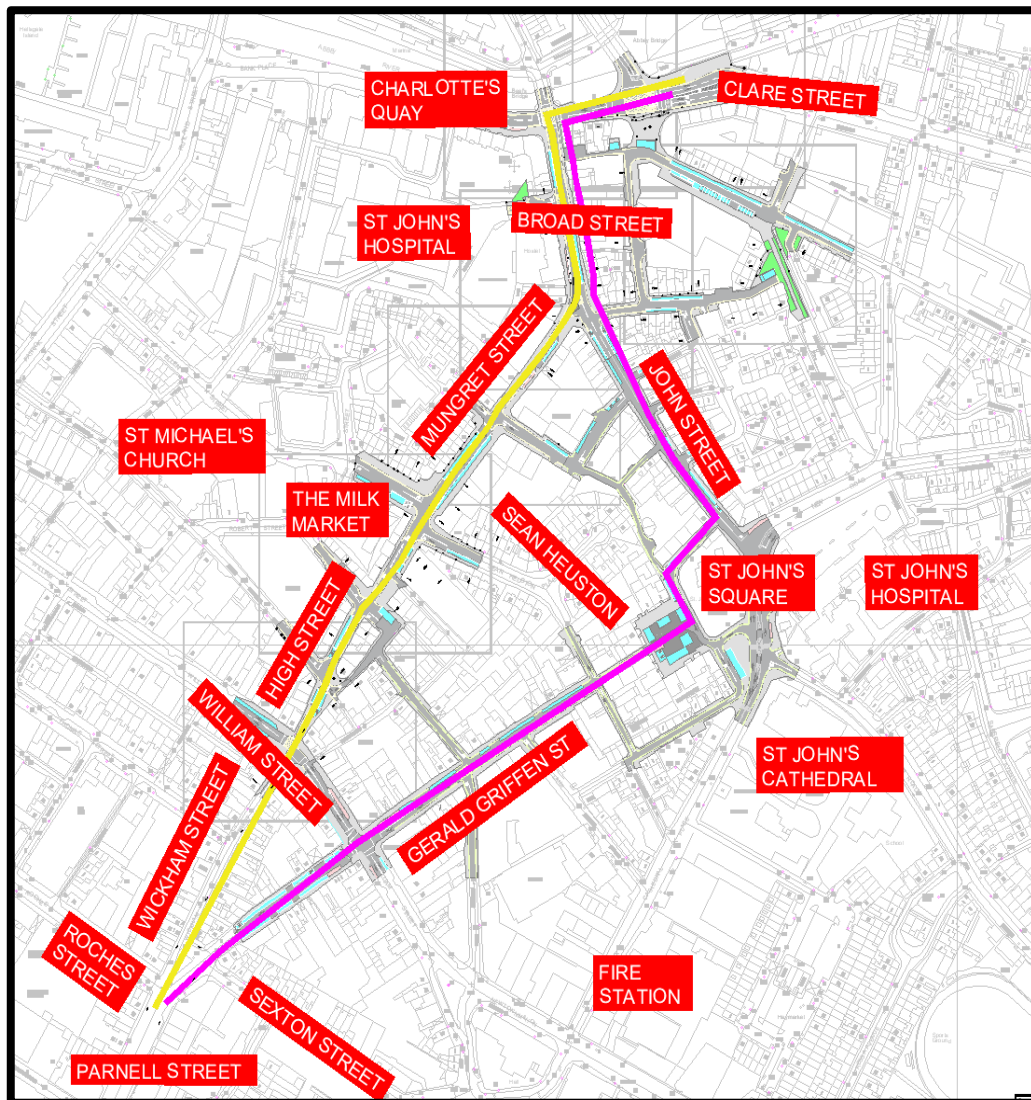 CHARLOTTE'S
QUAY
CLARE STREET
ST JOHN'S
HOSPITAL
BROAD STREET
MUNGRET STREET
JOHN STREET
ST MICHAEL'S
CHURCH
THE MILK
MARKET
SEAN HEUSTON
ST JOHN'S
SQUARE
ST JOHN'S
HOSPITAL
HIGH STREET
WILLIAM STREET
ST JOHN'S
CATHEDRAL
WICKHAM STREET
GERALD GRIFFEN ST
ROCHES
STREET
FIRE
STATION
SEXTON STREET
PARNELL STREET